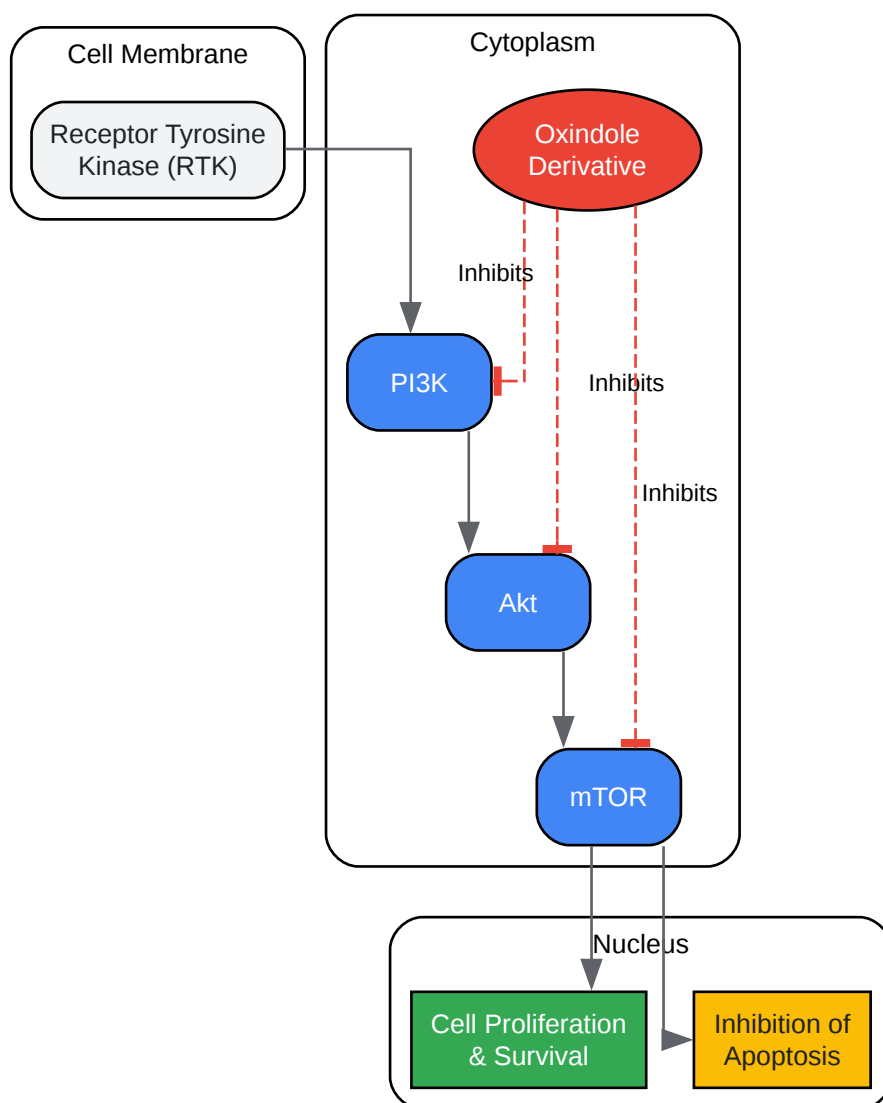 Cell Membrane
Receptor Tyrosine
Kinase (RTK)
Cytoplasm
Oxindole
Derivative
Inhibits
PI3K
Inhibits
Inhibits
Akt
mTOR
Nucleus
Cell Proliferation
& Survival
Inhibition of
Apoptosis